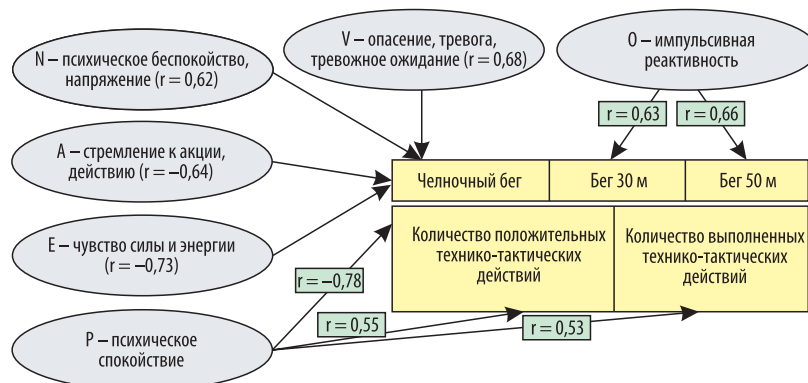 N – психическое беспокойство,
напряжение (r = 0,62)
V – опасение, тревога,
тревожное ожидание (r = 0,68)
O – импульсивная
реактивность
r = 0,63
r = 0,66
A – стремление к акции,
действию (r = –0,64)
Челночный бег
Бег 30 м
Бег 50 м
E – чувство силы и энергии
(r = –0,73)
Количество положительных
технико-тактических
действий
Количество выполненных
технико-тактических
действий
r = –0,78
r = 0,55
r = 0,53
P – психическое
спокойствие